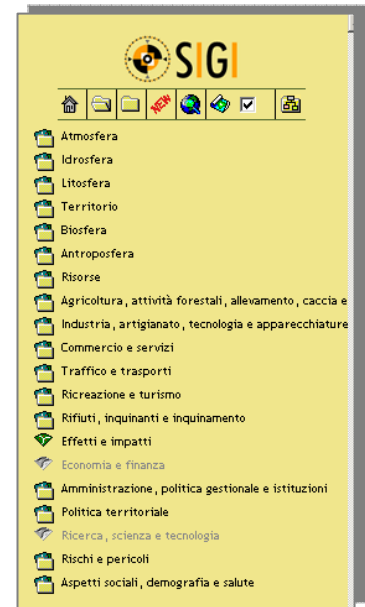 SIGI
NEW
Atmosfera
Idrosfera
Litosfera
Territorio
Biosfera
Antroposfera
Risorse
Agricoltura, attività forestali, allevamento, caccia e
Industria, artigianato, tecnologia e apparecchiature
Commercio e servizi
Traffico e trasporti
Ricreazione e turismo
Rifiuti, inquinanti e inquinamento
Effetti e impatti
Economia e finanza
Amministrazione, politica gestionale e istituzioni
Politica territoriale
Ricerca, scienza e tecnologia
Rischi e pericoli
Aspetti sociali, demografia e salute